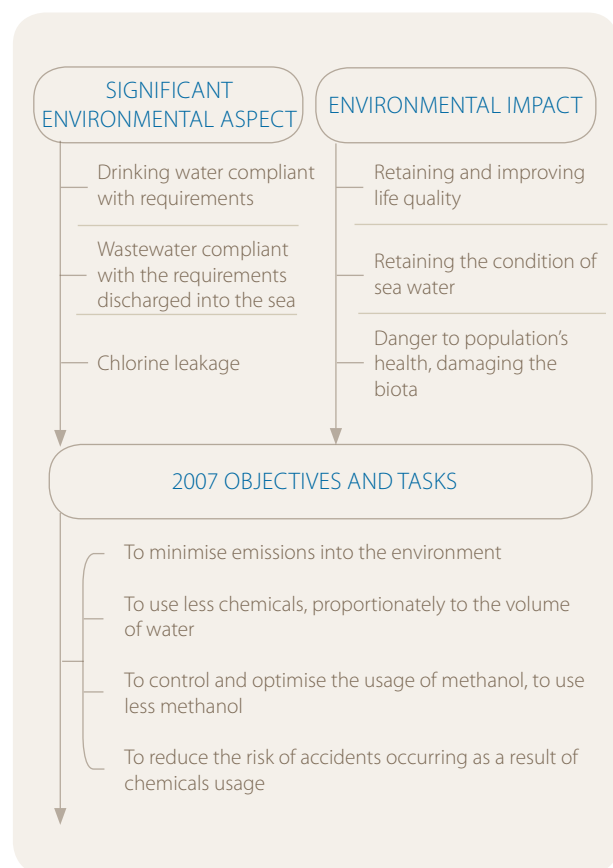 SIGNIFICANT
ENVIRONMENTAL ASPECT
Drinking water compliant
with requirements
Wastewater compliant
with the requirements
discharged into the sea
Chlorine leakage
ENVIRONMENTAL IMPACT
Retaining and improving
life quality
Retaining the condition of
sea water
Danger to population’s
health, damaging the
biota
2007 OBJECTIVES AND TASKS
To minimise emissions into the environment
To use less chemicals, proportionately to the volume
of water
To control and optimise the usage of methanol, to use
less methanol
To reduce the risk of accidents occurring as a result of
chemicals usage